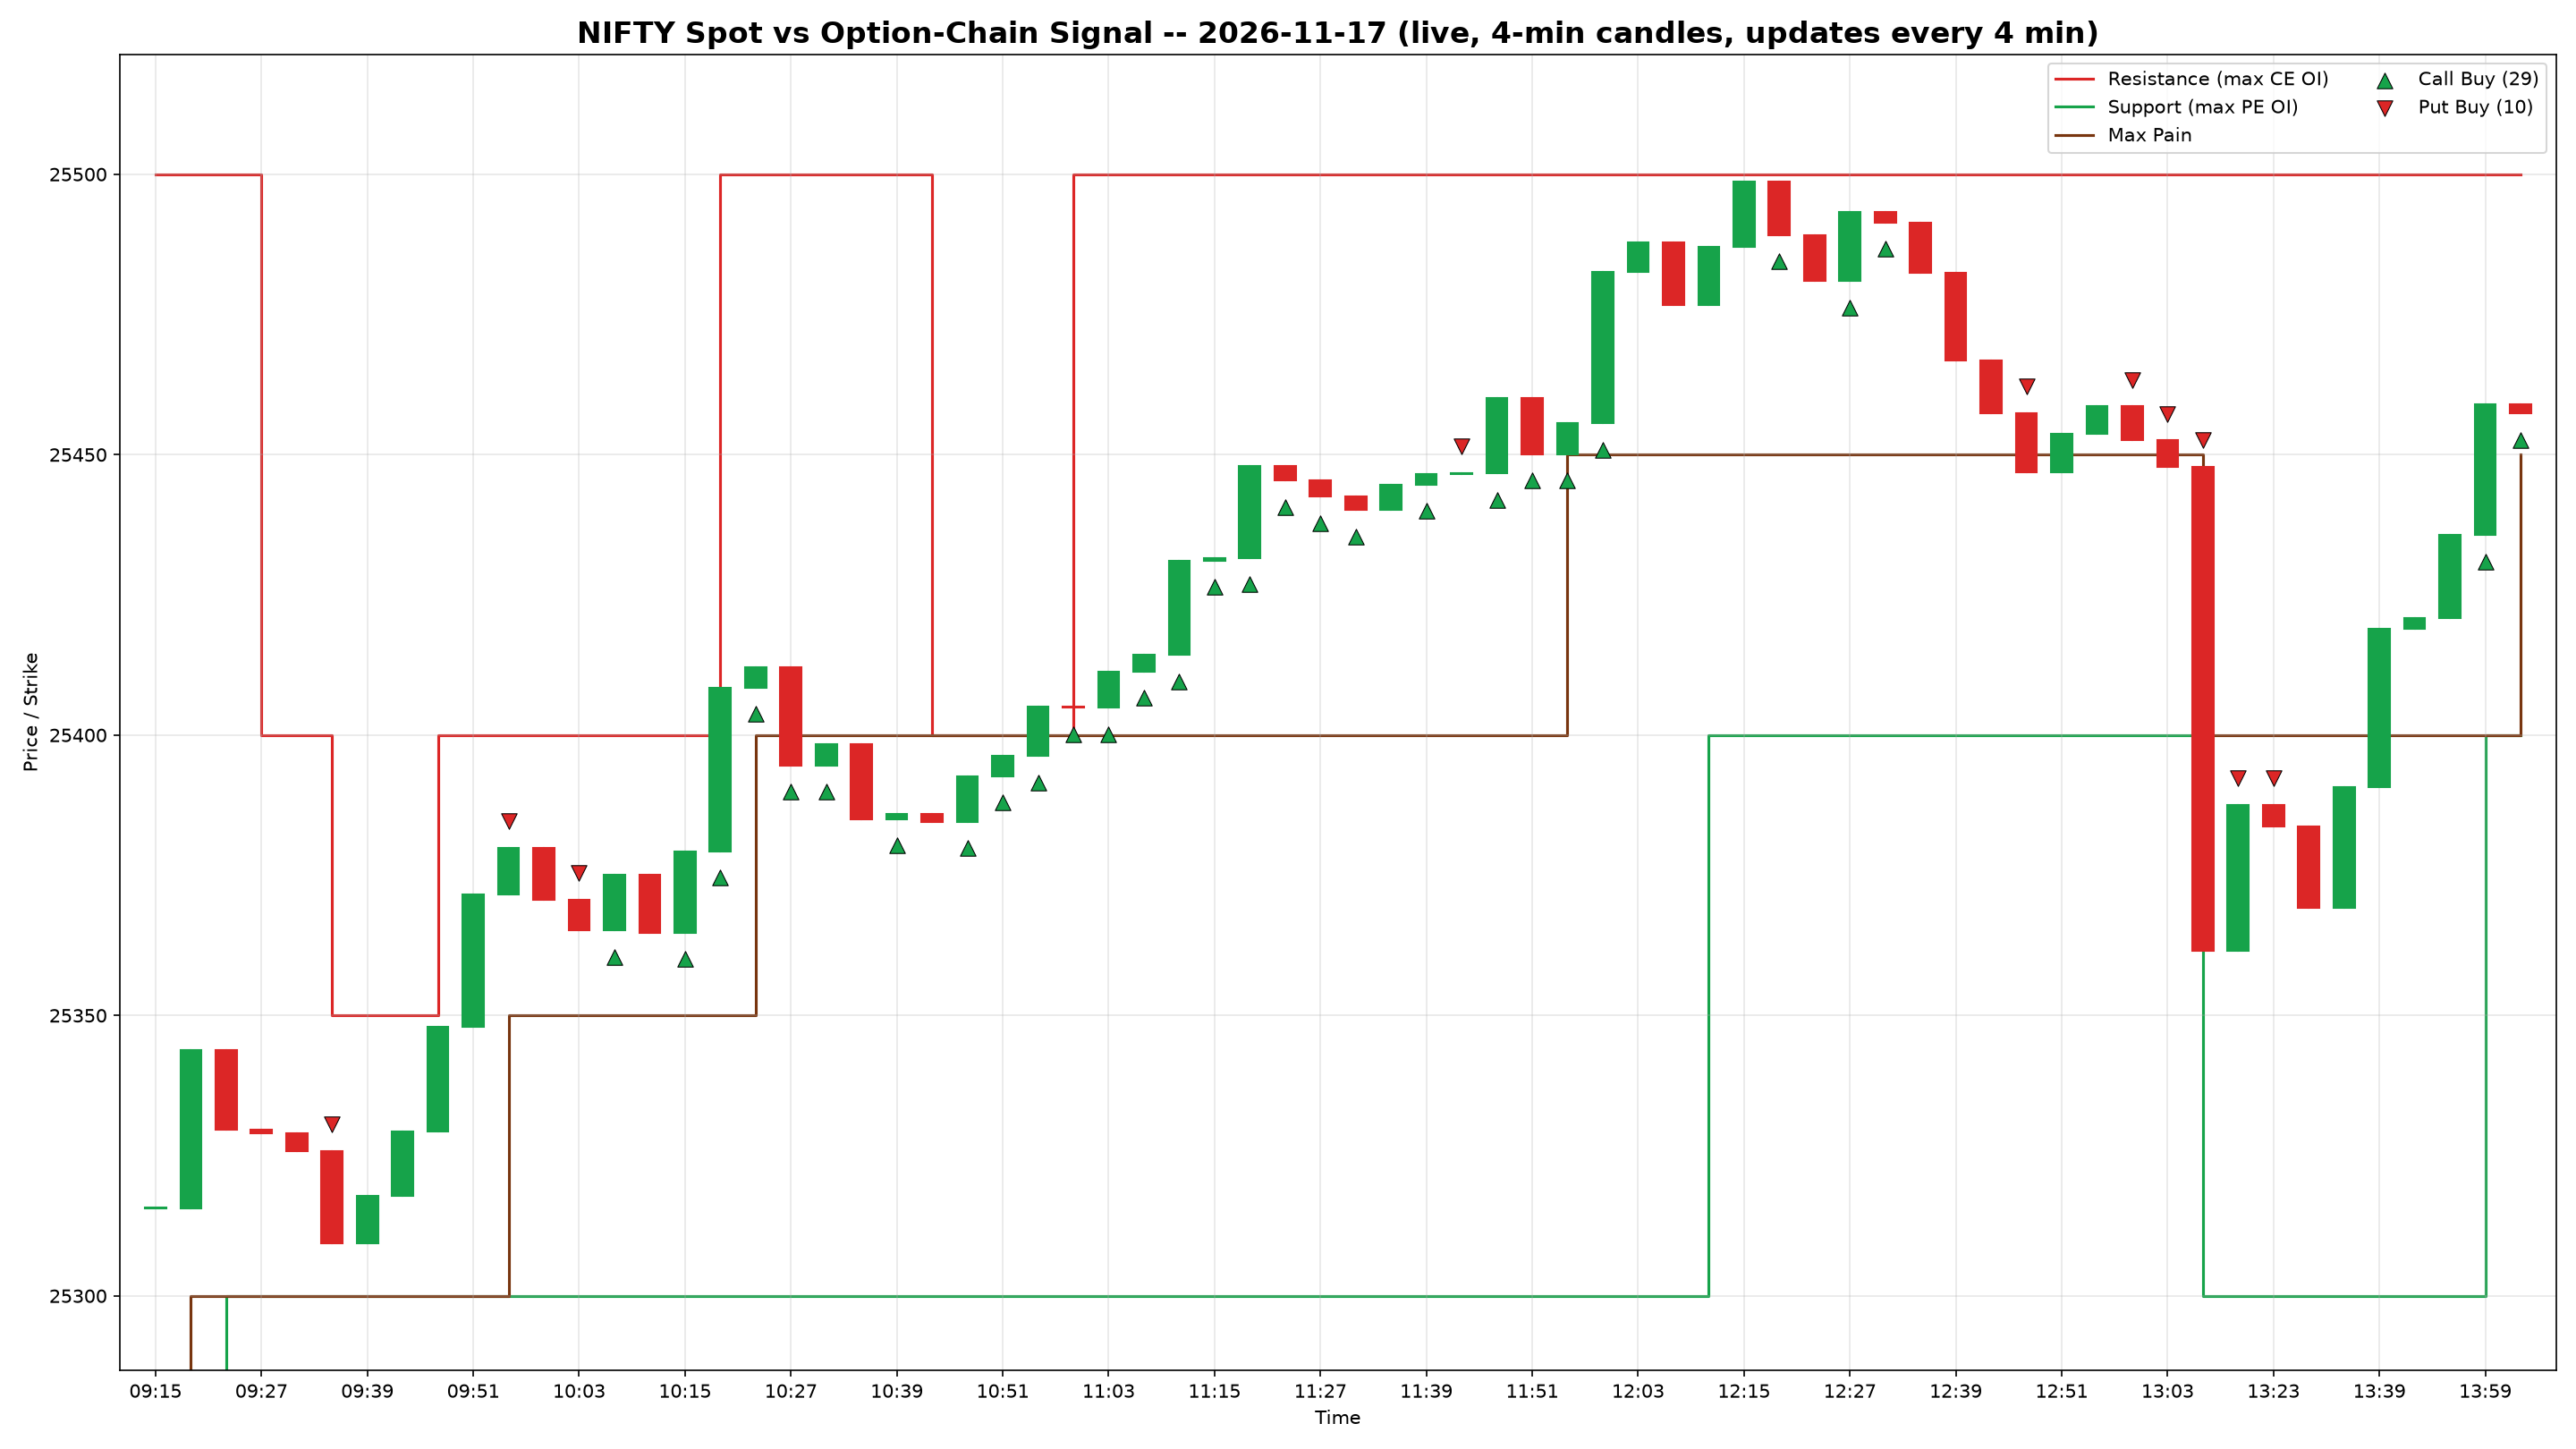 NIFTY Spot vs Option-Chain Signal -- 2026-11-17 (live, 4-min candles, updates every 4 min)
Resistance (max CE OI)
Support (max PE OI)
Max Pain
Call Buy (29)
Put Buy (10)
Price / Strike
25500
25450
25400
25350
25300
09:15 09:27 09:39 09:51 10:03 10:15 10:27 10:39 10:51 11:03 11:15 11:27 11:39 11:51 12:03 12:15 12:27 12:39 12:51 13:03 13:23 13:39 13:59
Time